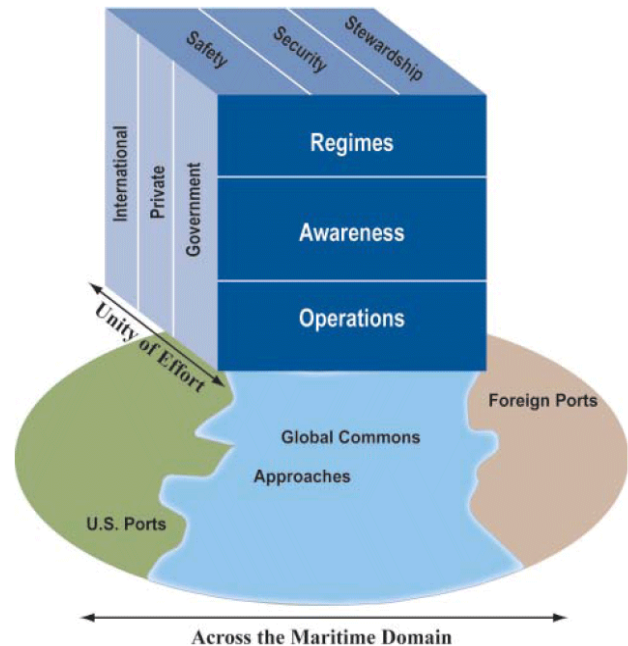 Safety
Security
Stewardship
International
Private
Government
Regimes
Awareness
Operations
Unity of Effort
Foreign Ports
Global Commons
Approaches
U.S. Ports
Across the Maritime Domain